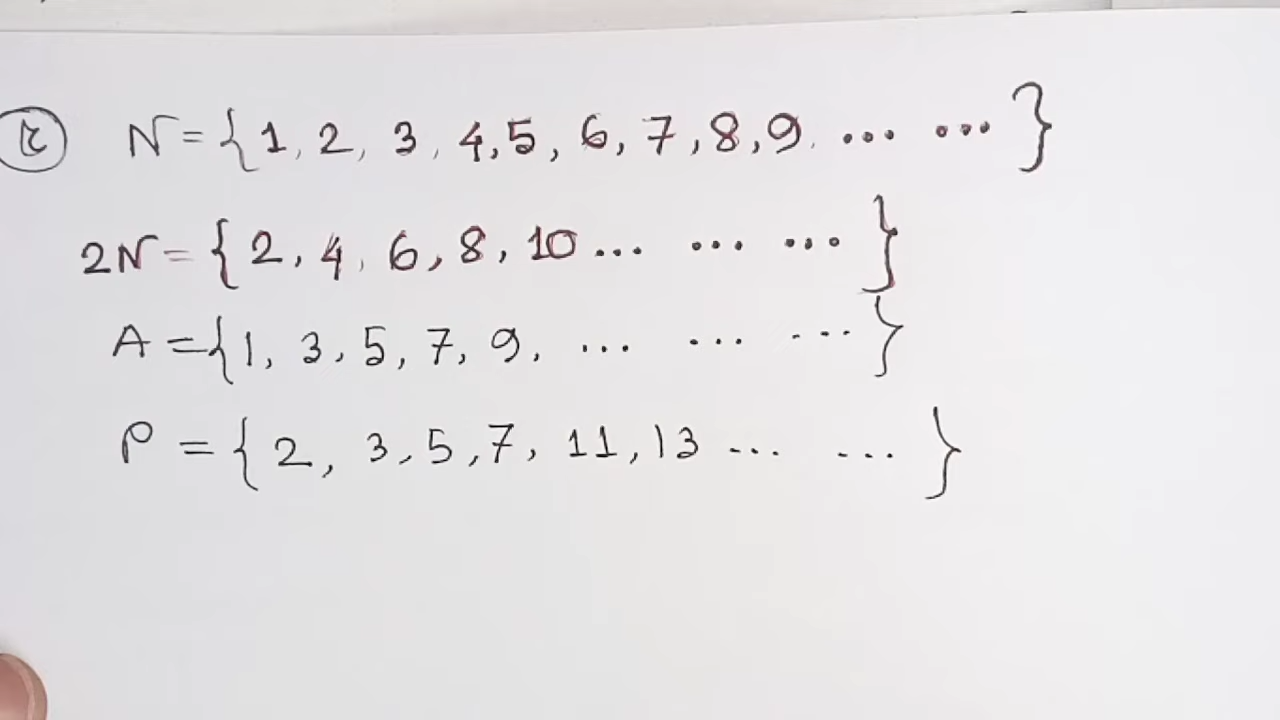 N = {1, 2, 3, 4, 5, 6, 7, 8, 9, ... ... }
2N = {2, 4, 6, 8, 10 ... ... ... }
A = {1, 3, 5, 7, 9, ... ... ... }
P = {2, 3, 5, 7, 11, 13 ... ... }